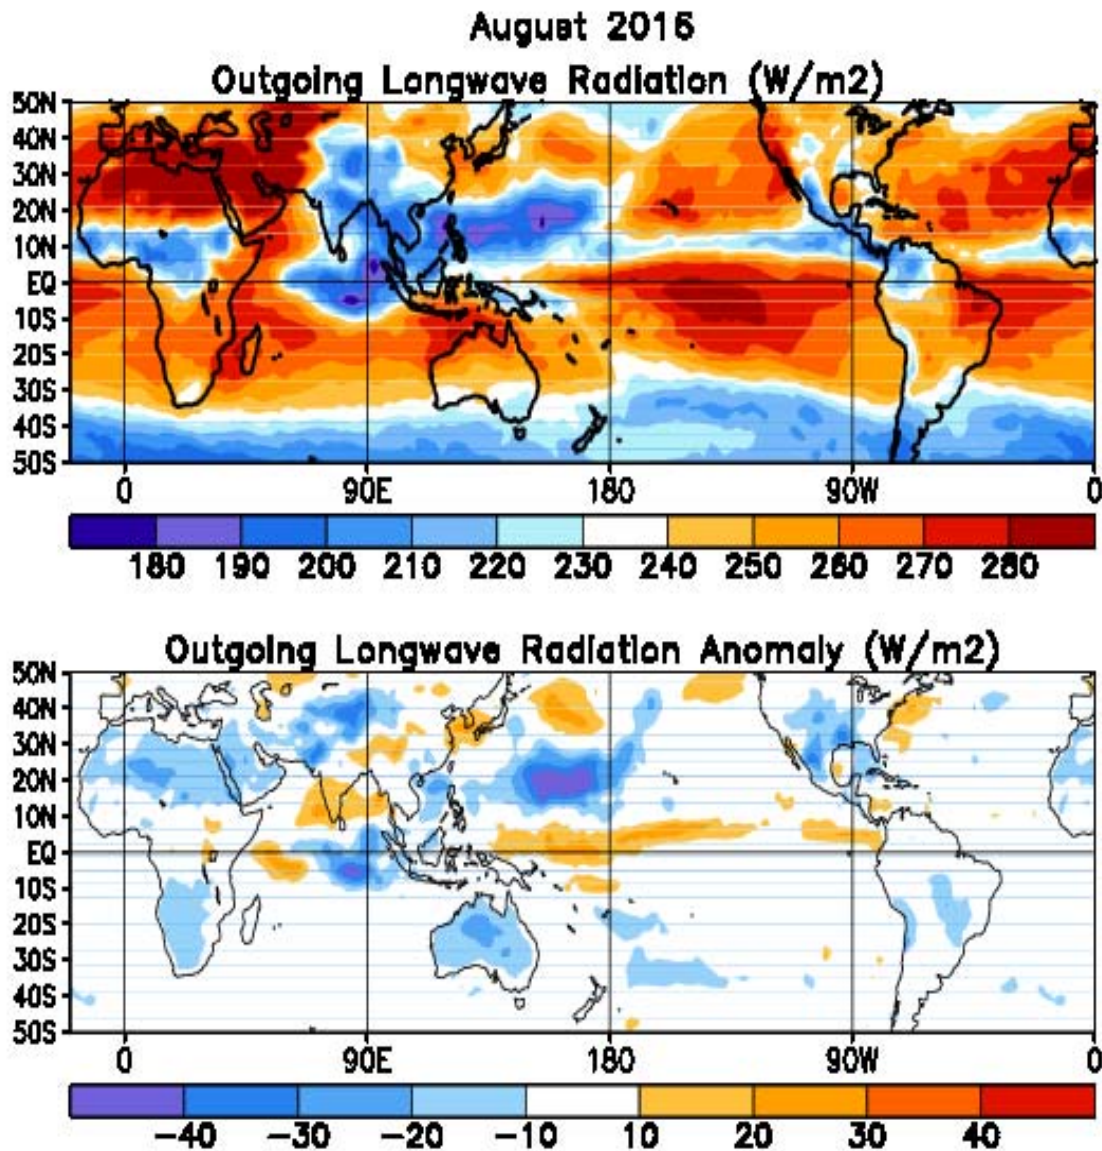 August 2016
Outgoing Longwave Radiation (W/m2)
50N
40N
30N
20N
10N
EQ
10S
20S
30S
40S
50S
0 90E 180 90W 0
180 190 200 210 220 230 240 250 260 270 280
Outgoing Longwave Radiation Anomaly (W/m2)
50N
40N
30N
20N
10N
EQ
10S
20S
30S
40S
50S
0 90E 180 90W 0
−40 −30 −20 −10 10 20 30 40